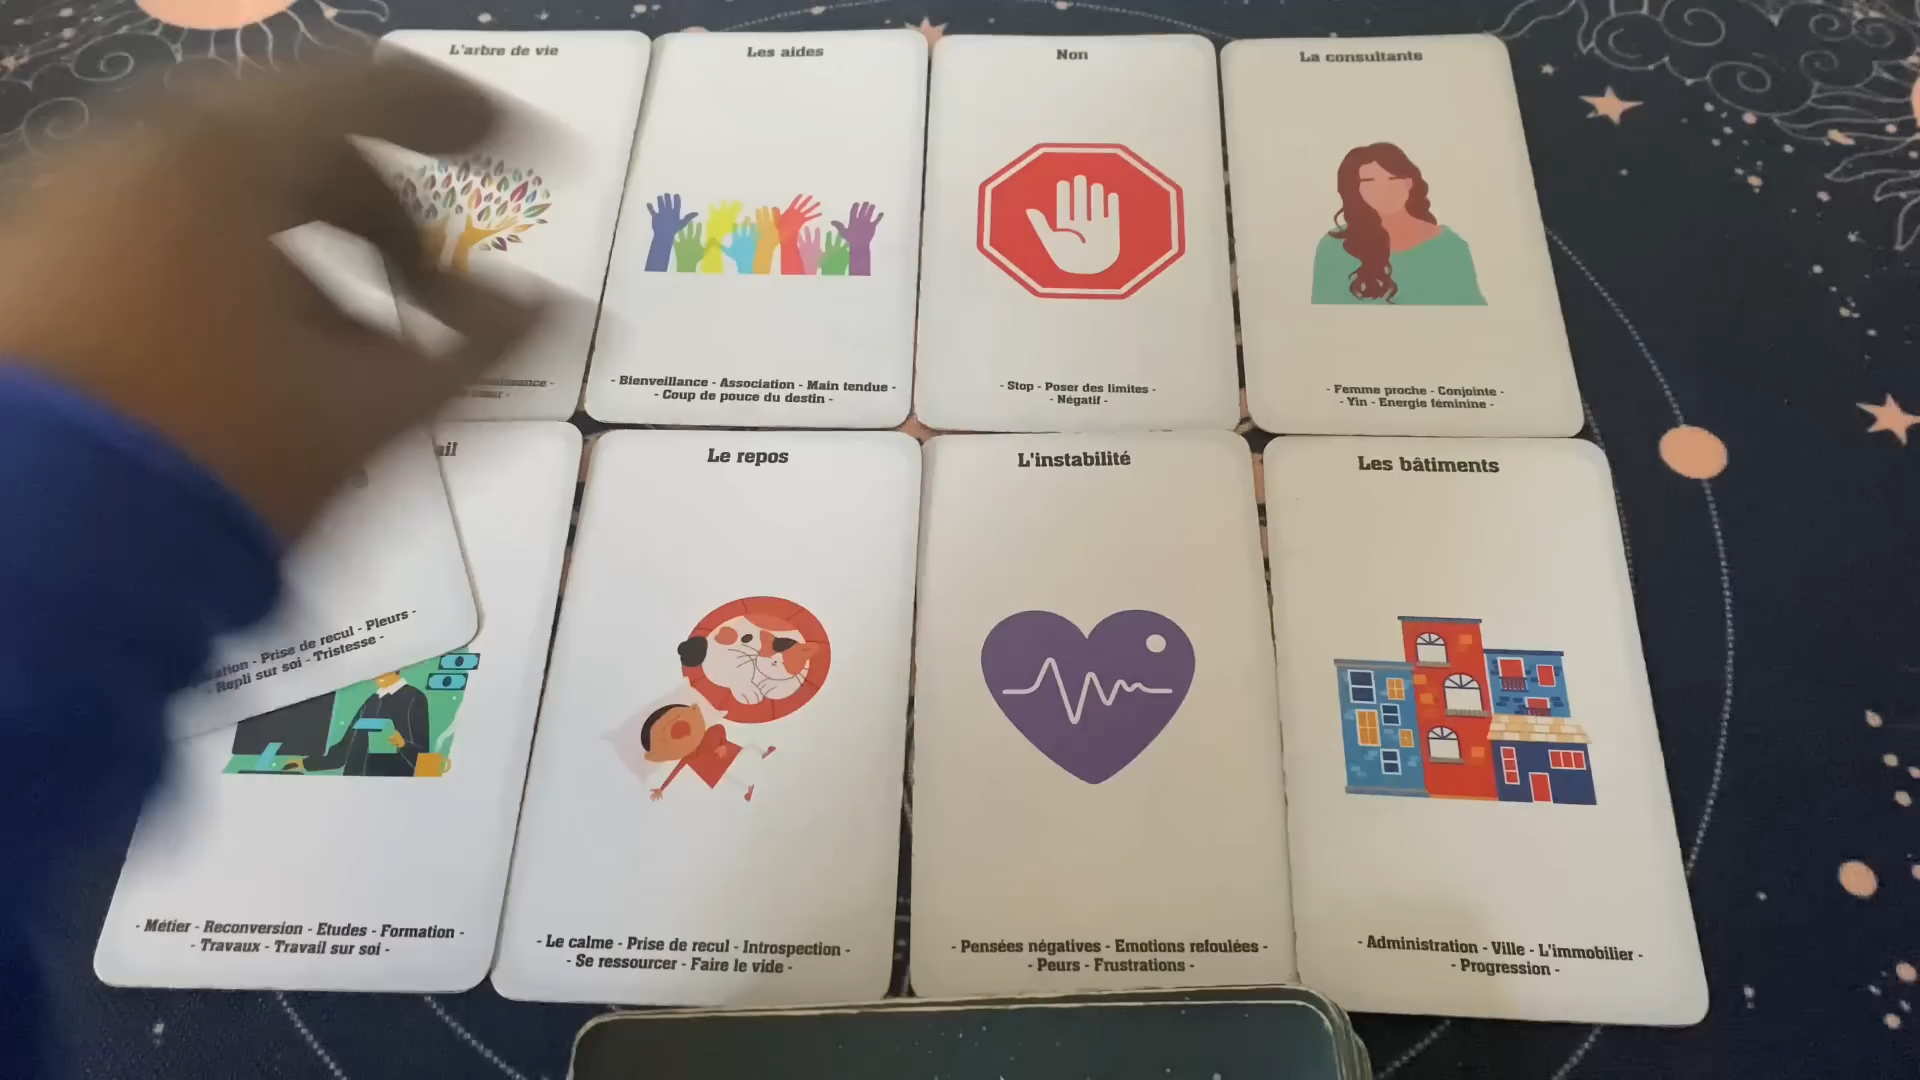 L'arbre de vie
Les aides
- Bienveillance - Association - Main tendue -
- Coup de pouce du destin -
Non
- Stop - Poser des limites -
- Négatif -
La consultante
- Femme proche - Conjointe -
- Yin - Energie féminine -
- Prise de recul - Pleurs -
- Repli sur soi - Tristesse -
- Métier - Reconversion - Etudes - Formation -
- Travaux - Travail sur soi -
Le repos
- Le calme - Prise de recul - Introspection -
- Se ressourcer - Faire le vide -
L'instabilité
- Pensées négatives - Emotions refoulées -
- Peurs - Frustrations -
Les bâtiments
- Administration - Ville - L'immobilier -
- Progression -